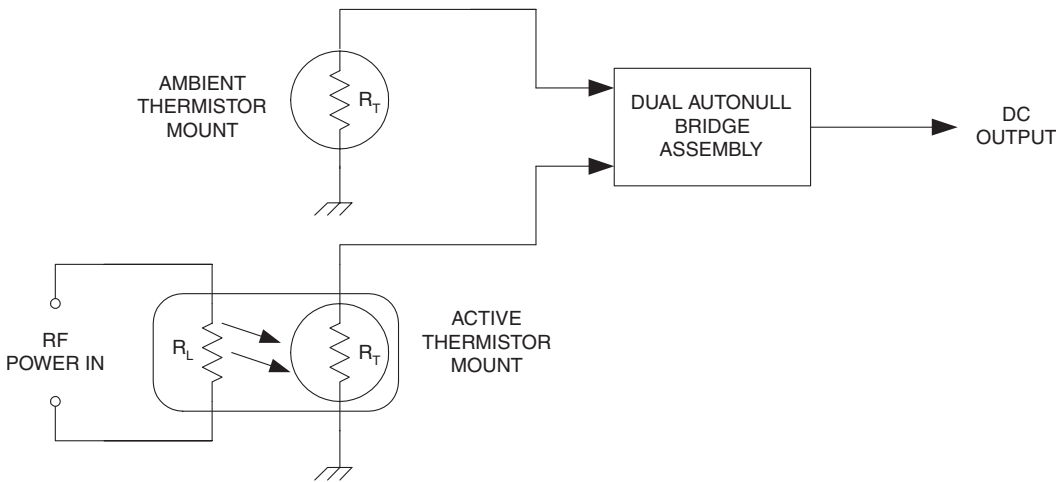 AMBIENT
THERMISTOR
MOUNT
R_T
DUAL AUTONULL
BRIDGE
ASSEMBLY
DC
OUTPUT
RF
POWER IN
R_L
R_T
ACTIVE
THERMISTOR
MOUNT